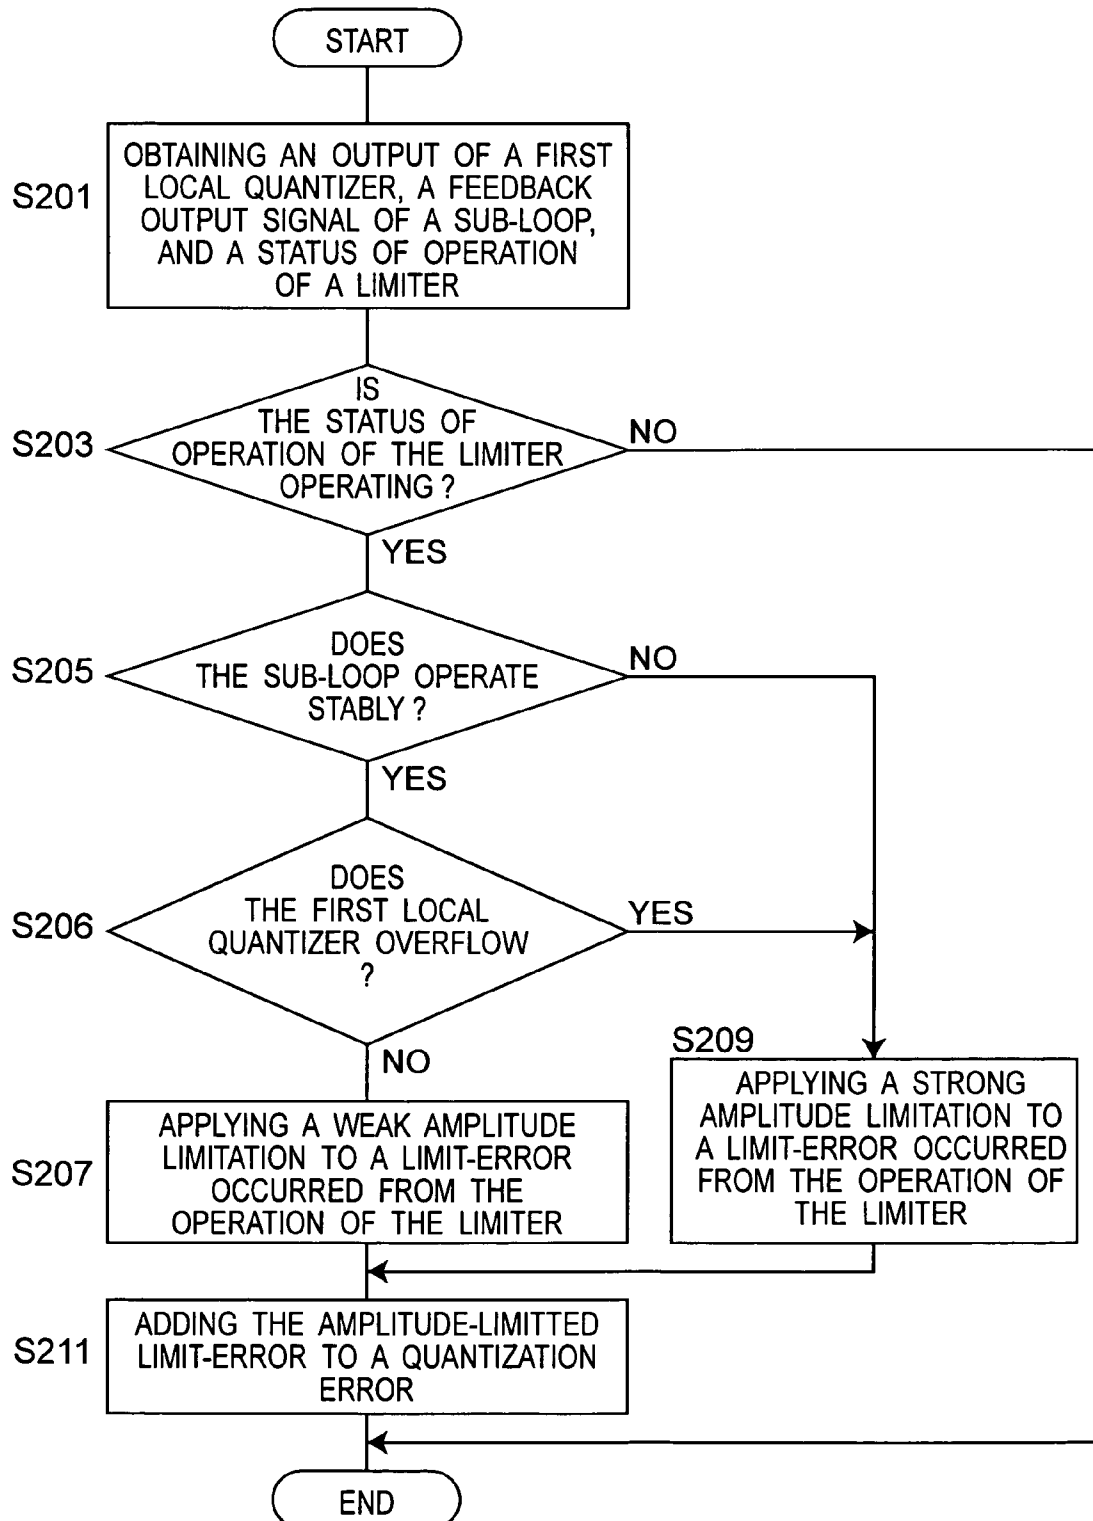 START
S201
OBTAINING AN OUTPUT OF A FIRST
LOCAL QUANTIZER, A FEEDBACK
OUTPUT SIGNAL OF A SUB-LOOP,
AND A STATUS OF OPERATION
OF A LIMITER
S203
IS
THE STATUS OF
OPERATION OF THE LIMITER
OPERATING ?
NO
YES
S205
DOES
THE SUB-LOOP OPERATE
STABLY ?
NO
YES
S206
DOES
THE FIRST LOCAL
QUANTIZER OVERFLOW
?
YES
NO
S207
APPLYING A WEAK AMPLITUDE
LIMITATION TO A LIMIT-ERROR
OCCURRED FROM THE
OPERATION OF THE LIMITER
S209
APPLYING A STRONG
AMPLITUDE LIMITATION TO
A LIMIT-ERROR OCCURRED
FROM THE OPERATION OF
THE LIMITER
S211
ADDING THE AMPLITUDE-LIMITTED
LIMIT-ERROR TO A QUANTIZATION
ERROR
END